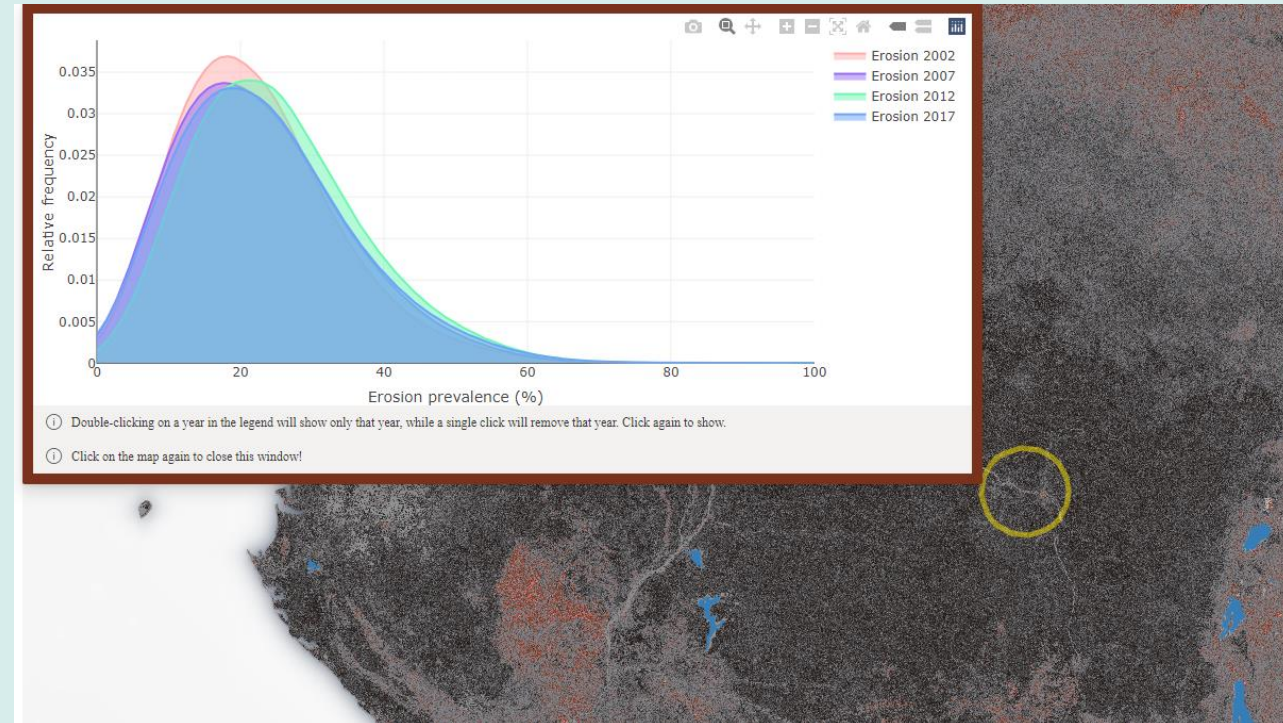 Erosion 2002
Erosion 2007
Erosion 2012
Erosion 2017
Relative frequency
0.035
0.03
0.025
0.02
0.015
0.01
0.005
0
0
20
40
60
80
100
Erosion prevalence (%)
Double-clicking on a year in the legend will show only that year, while a single click will remove that year. Click again to show.
Click on the map again to close this window!